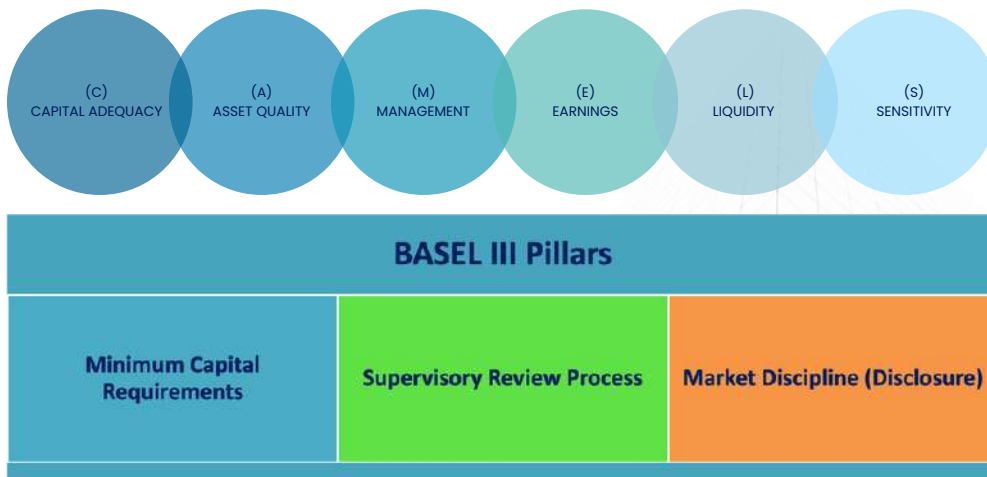 (C)
CAPITAL ADEQUACY
(A)
ASSET QUALITY
(M)
MANAGEMENT
(E)
EARNINGS
(L)
LIQUIDITY
(S)
SENSITIVITY
BASEL III Pillars
Minimum Capital
Requirements
Supervisory Review Process
Market Discipline (Disclosure)